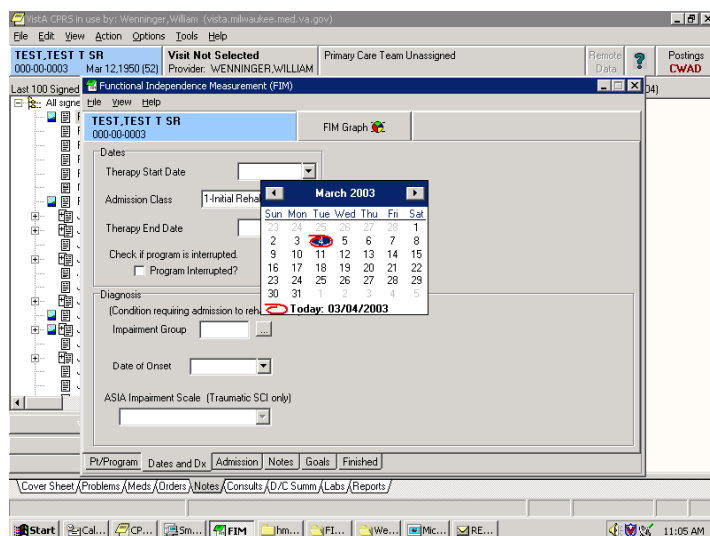 VistA CPRS in use by: Wenninger,William (vista.milwaukee.med.va.gov)
File Edit View Action Options Tools Help
TEST,TEST T SR
000-00-0003 Mar 12,1950 (52)
Visit Not Selected
Provider: WENNINGER,WILLIAM
Primary Care Team Unassigned
Remote
Data
?
Postings
CWAD
Last 100 Signed
04)
All signe
Functional Independence Measurement (FIM)
File View Help
TEST,TEST T SR
000-00-0003
FIM Graph
Dates
Therapy Start Date
Admission Class 1-Initial Rehal
Therapy End Date
Check if program is interrupted.
Program Interrupted?
March 2003
Sun Mon Tue Wed Thu Fri Sat
23 24 25 26 27 28 1
2 3 4 5 6 7 8
9 10 11 12 13 14 15
16 17 18 19 20 21 22
23 24 25 26 27 28 29
30 31 1 2 3 4 5
Today: 03/04/2003
Diagnosis
(Condition requiring admission to reh
Impairment Group ...
Date of Onset
ASIA Impairment Scale (Traumatic SCI only)
Pt/Program Dates and Dx Admission Notes Goals Finished
Cover Sheet Problems Meds Orders Notes Consults D/C Summ Labs Reports
Start Cal... CP... Sm... FIM hm... FI... We... Mic... RE... 11:05 AM